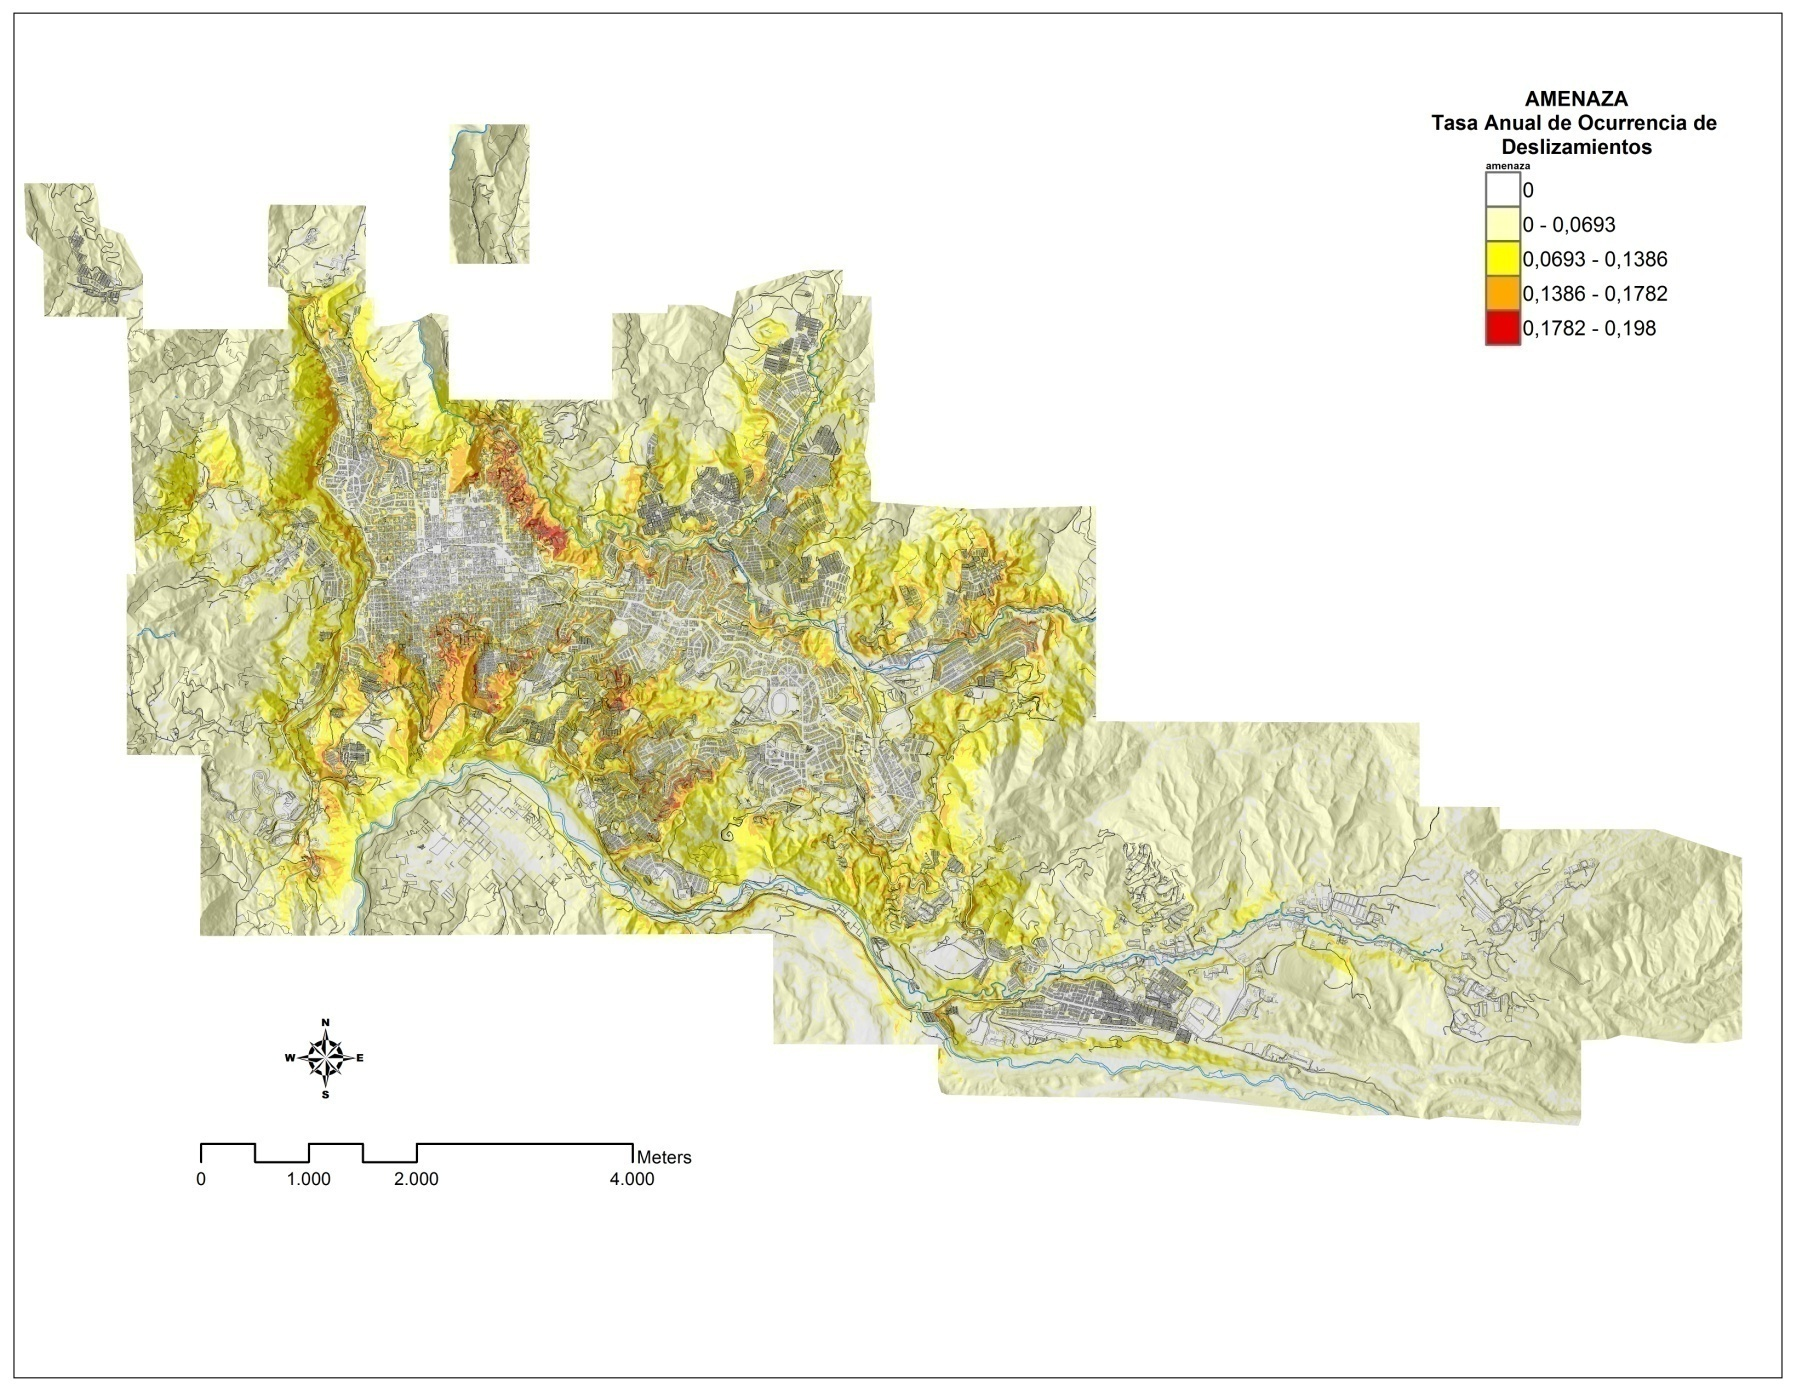 AMENAZA
Tasa Anual de Ocurrencia de
Deslizamientos
amenaza
0
0 - 0,0693
0,0693 - 0,1386
0,1386 - 0,1782
0,1782 - 0,198
N
W E
S
Meters
0 1.000 2.000 4.000